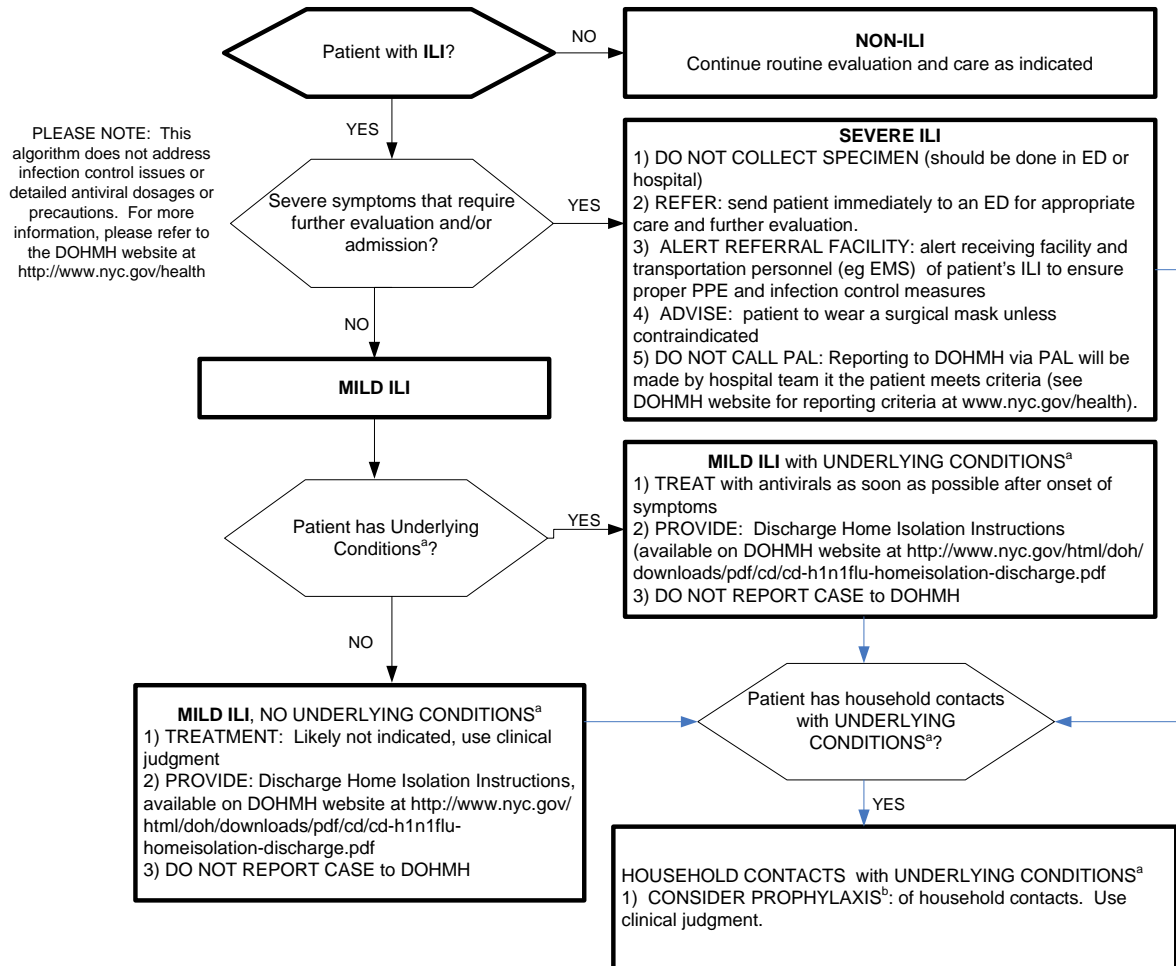 Patient with ILI?
NO
NON-ILI
Continue routine evaluation and care as indicated
YES
PLEASE NOTE:  This
algorithm does not address
infection control issues or
detailed antiviral dosages or
precautions.  For more
information, please refer to
the DOHMH website at
http://www.nyc.gov/health
Severe symptoms that require
further evaluation and/or
admission?
YES
SEVERE ILI
1) DO NOT COLLECT SPECIMEN (should be done in ED or
hospital)
2) REFER: send patient immediately to an ED for appropriate
care and further evaluation.
3)  ALERT REFERRAL FACILITY: alert receiving facility and
transportation personnel (eg EMS)  of patient's ILI to ensure
proper PPE and infection control measures
4)  ADVISE:  patient to wear a surgical mask unless
contraindicated
5) DO NOT CALL PAL: Reporting to DOHMH via PAL will be
made by hospital team it the patient meets criteria (see
DOHMH website for reporting criteria at www.nyc.gov/health).
NO
MILD ILI
Patient has Underlying
Conditionsᵃ?
YES
MILD ILI with UNDERLYING CONDITIONSᵃ
1) TREAT with antivirals as soon as possible after onset of
symptoms
2) PROVIDE:  Discharge Home Isolation Instructions
(available on DOHMH website at http://www.nyc.gov/html/doh/
downloads/pdf/cd/cd-h1n1flu-homeisolation-discharge.pdf
3) DO NOT REPORT CASE to DOHMH
NO
MILD ILI, NO UNDERLYING CONDITIONSᵃ
1) TREATMENT:  Likely not indicated, use clinical
judgment
2) PROVIDE: Discharge Home Isolation Instructions,
available on DOHMH website at http://www.nyc.gov/
html/doh/downloads/pdf/cd/cd-h1n1flu-
homeisolation-discharge.pdf
3) DO NOT REPORT CASE to DOHMH
Patient has household contacts
with UNDERLYING
CONDITIONSᵃ?
YES
HOUSEHOLD CONTACTS  with UNDERLYING CONDITIONSᵃ
1)  CONSIDER PROPHYLAXISᵇ: of household contacts.  Use
clinical judgment.